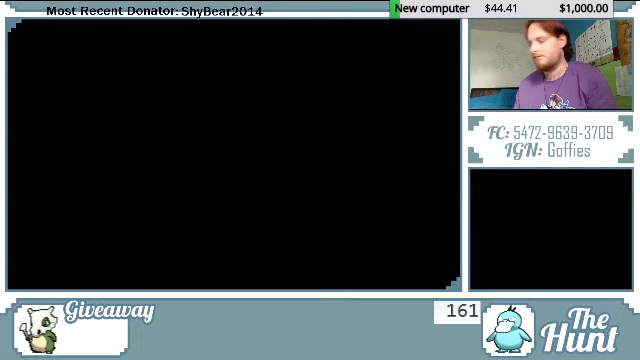 Most Recent Donator: ShyBear2014
New computer $44.41 $1,000.00
FC: 5472-9639-3709
IGN: Goffies
Giveaway
161
The
Hunt